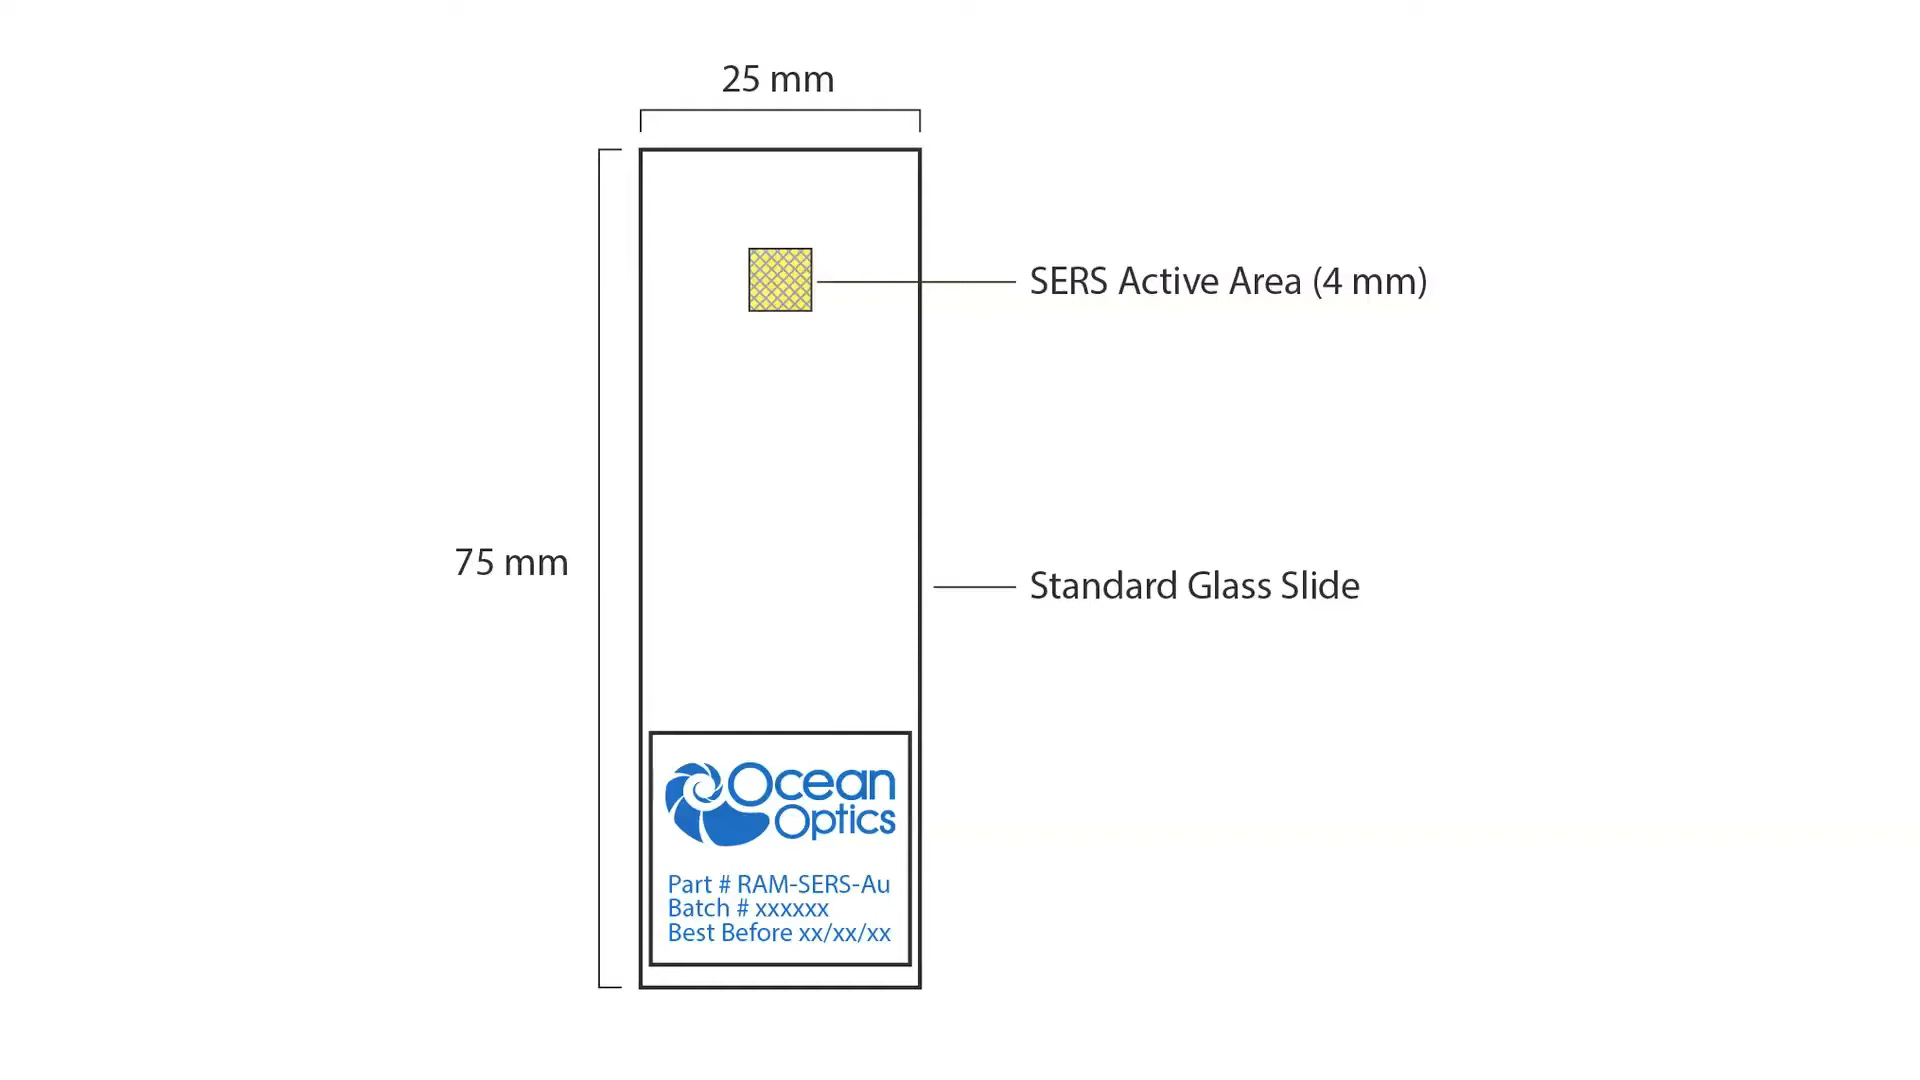 25 mm
SERS Active Area (4 mm)
75 mm
Standard Glass Slide
Ocean
Optics
Part # RAM-SERS-Au
Batch # xxxxxx
Best Before xx/xx/xx